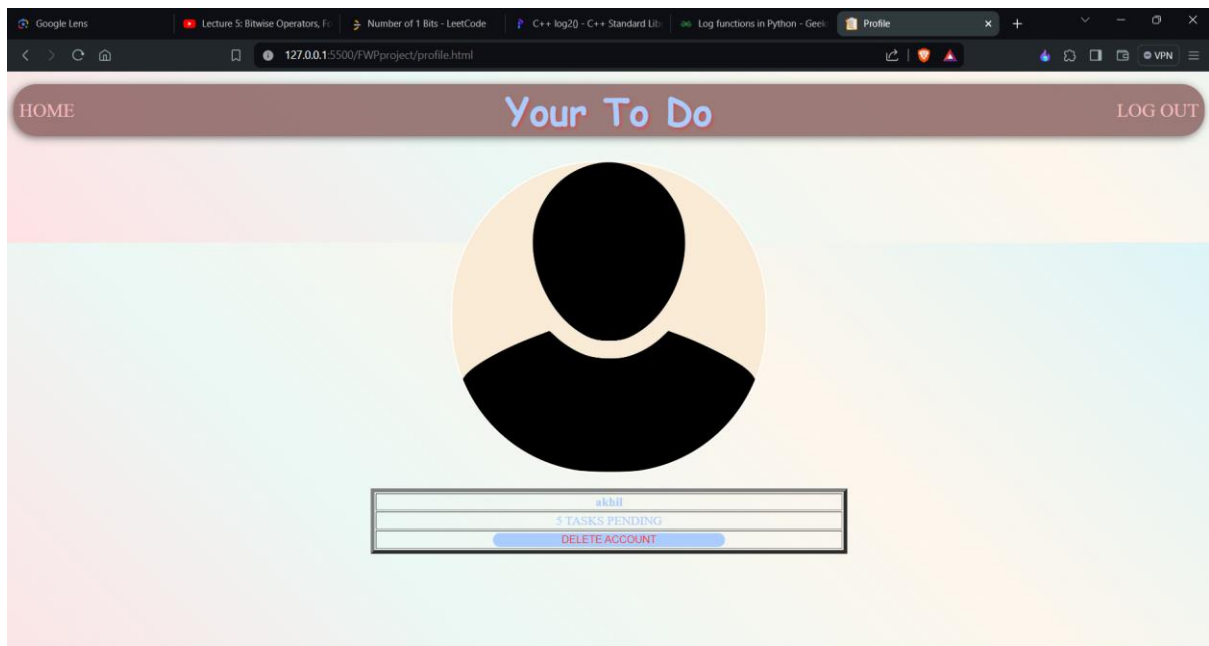 Google Lens
Lecture 5: Bitwise Operators, Fo
Number of 1 Bits - LeetCode
C++ log2() - C++ Standard Lib
Log functions in Python - Geek
Profile
127.0.0.1:5500/FWPproject/profile.html
VPN
HOME
Your To Do
LOG OUT
akhil
5 TASKS PENDING
DELETE ACCOUNT